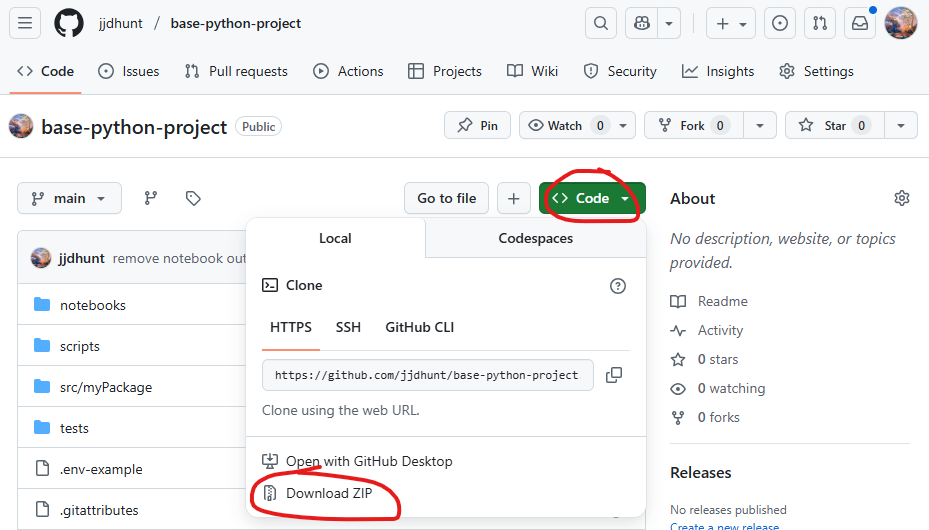 jjdhunt / base-python-project
Code Issues Pull requests Actions Projects Wiki Security Insights Settings
base-python-project Public Pin Watch 0 Fork 0 Star 0
main Go to file Code About
Local Codespaces
No description, website, or topics
provided.
jjdhunt remove notebook out
Clone
notebooks
Readme
HTTPS SSH GitHub CLI
Activity
scripts
0 stars
https://github.com/jjdhunt/base-python-project
src/myPackage
0 watching
Clone using the web URL.
0 forks
tests
Open with GitHub Desktop
.env-example
Releases
Download ZIP
.gitattributes
No releases published
Create a new release